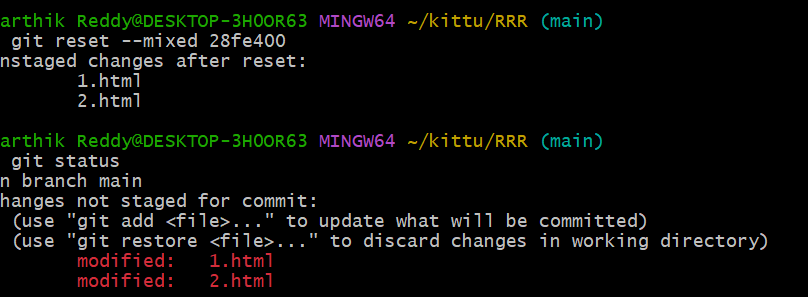 arthik Reddy@DESKTOP-3HOOR63 MINGW64 ~/kittu/RRR (main)
git reset --mixed 28fe400
nstaged changes after reset:
1.html
2.html
arthik Reddy@DESKTOP-3HOOR63 MINGW64 ~/kittu/RRR (main)
git status
n branch main
hanges not staged for commit:
(use "git add <file>..." to update what will be committed)
(use "git restore <file>..." to discard changes in working directory)
modified:   1.html
modified:   2.html